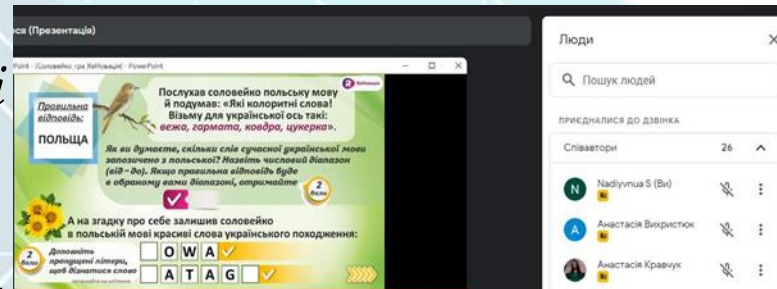 ся (Презентація)
Point - [Соловейко_гра_РаНовація] - PowerPoint
Правильна
відповідь:
ПОЛЬЩА
Послухав соловейко польську мову
й подумав: «Які колоритні слова!
Візьму для української ось такі:
вежа, гармата, ковдра, цукерка».
Як ви думаєте, скільки слів сучасної української мови
запозичено з польської? Назвіть числовий діапазон
(від – до). Якщо правильна відповідь буде
в обраному вами діапазоні, отримайте
2
бали
А на згадку про себе залишив соловейко
в польській мові красиві слова українського походження:
2
бали
Доповніть
пропущені літери,
щоб дізнатися слово
O W A
A T A G
Люди
Пошук людей
ПРИЄДНАЛИСЯ ДО ДЗВІНКА
Співавтори 26
N Nadiyvnua S (Ви)
А Анастасія Вихристюк
Анастасія Кравчук